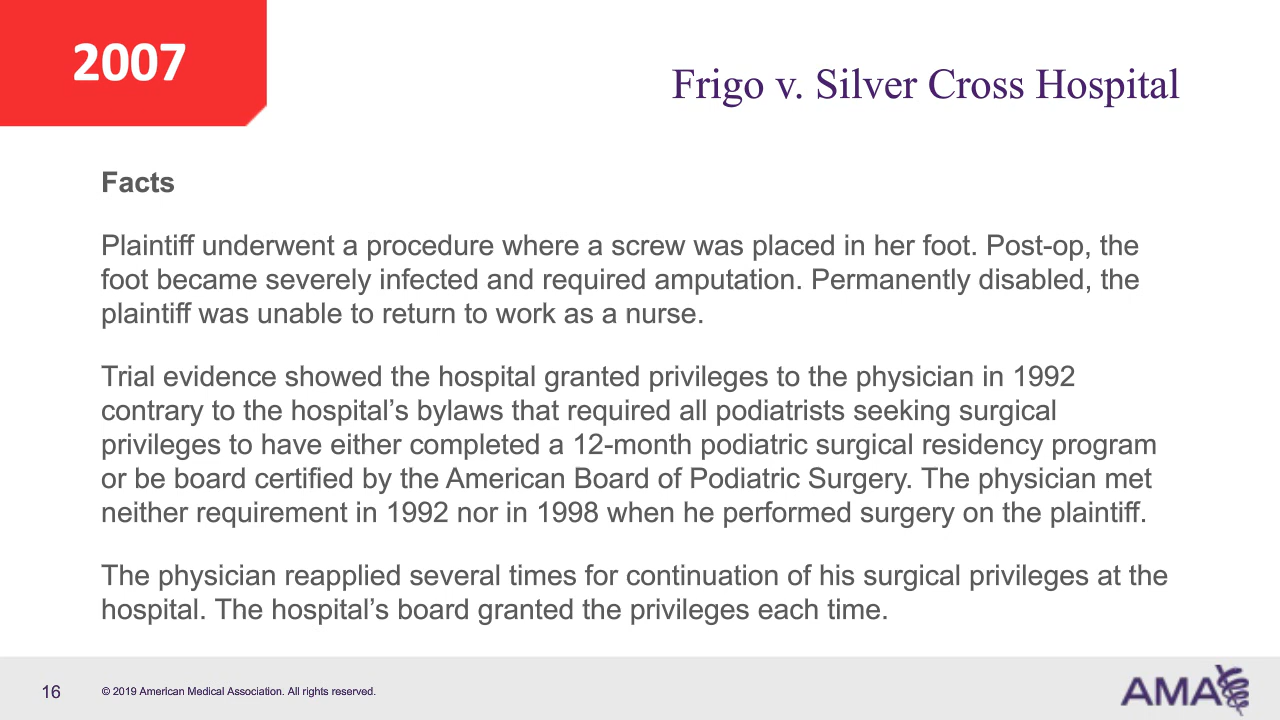 2007
Frigo v. Silver Cross Hospital
Facts
Plaintiff underwent a procedure where a screw was placed in her foot. Post-op, the
foot became severely infected and required amputation. Permanently disabled, the
plaintiff was unable to return to work as a nurse.
Trial evidence showed the hospital granted privileges to the physician in 1992
contrary to the hospital’s bylaws that required all podiatrists seeking surgical
privileges to have either completed a 12-month podiatric surgical residency program
or be board certified by the American Board of Podiatric Surgery. The physician met
neither requirement in 1992 nor in 1998 when he performed surgery on the plaintiff.
The physician reapplied several times for continuation of his surgical privileges at the
hospital. The hospital’s board granted the privileges each time.
16
© 2019 American Medical Association. All rights reserved.
AMA